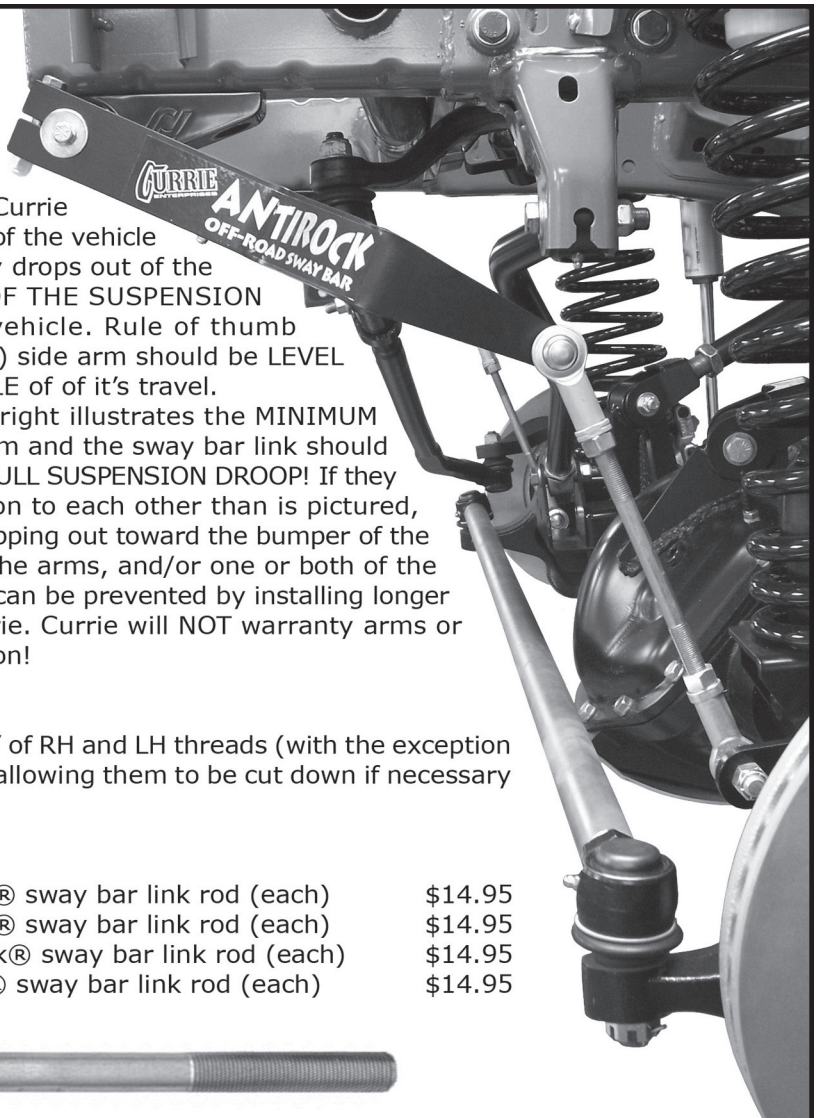 CURRIE
ENTERPRISES
ANTIROCK
OFF-ROAD SWAY BAR
Currie
of the vehicle
drops out of the
OF THE SUSPENSION
vehicle. Rule of thumb
) side arm should be LEVEL
LE of of it's travel.
right illustrates the MINIMUM
m and the sway bar link should
ULL SUSPENSION DROOP! If they
on to each other than is pictured,
pping out toward the bumper of the
he arms, and/or one or both of the
can be prevented by installing longer
rie. Currie will NOT warranty arms or
on!
of RH and LH threads (with the exception
allowing them to be cut down if necessary
® sway bar link rod (each) $14.95
® sway bar link rod (each) $14.95
k® sway bar link rod (each) $14.95
sway bar link rod (each) $14.95